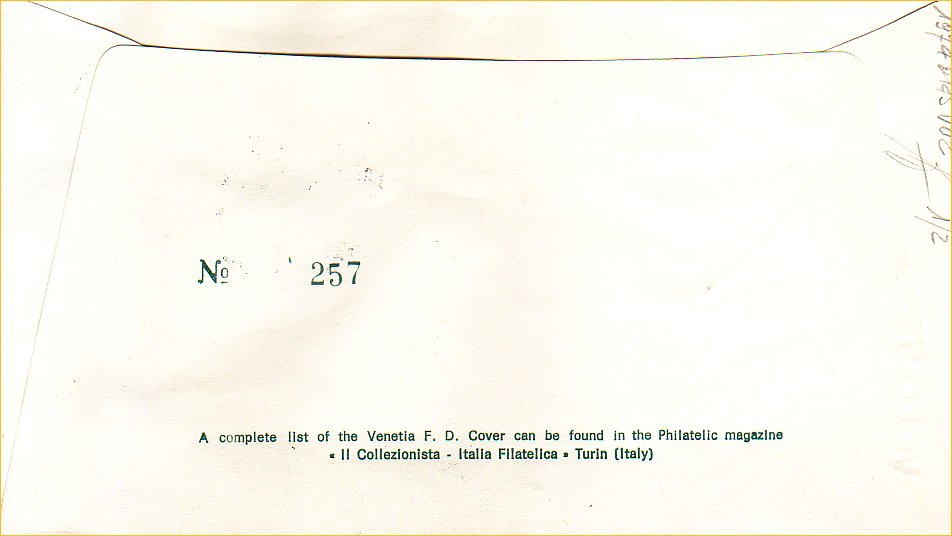 № 257
A complete list of the Venetia F. D. Cover can be found in the Philatelic magazine
« Il Collezionista - Italia Filatelica » Turin (Italy)